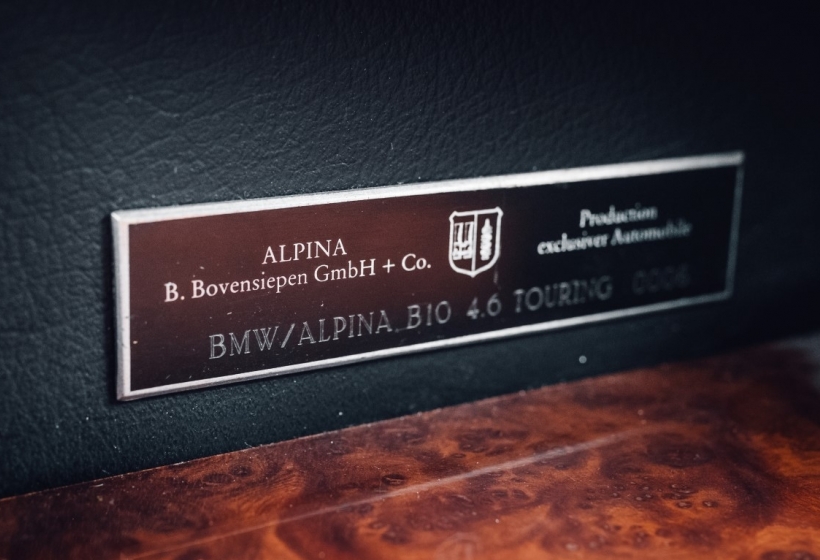 ALPINA
B. Bovensiepen GmbH + Co.
Production
exclusiver Automobile
BMW/ALPINA B10 4.6 TOURING